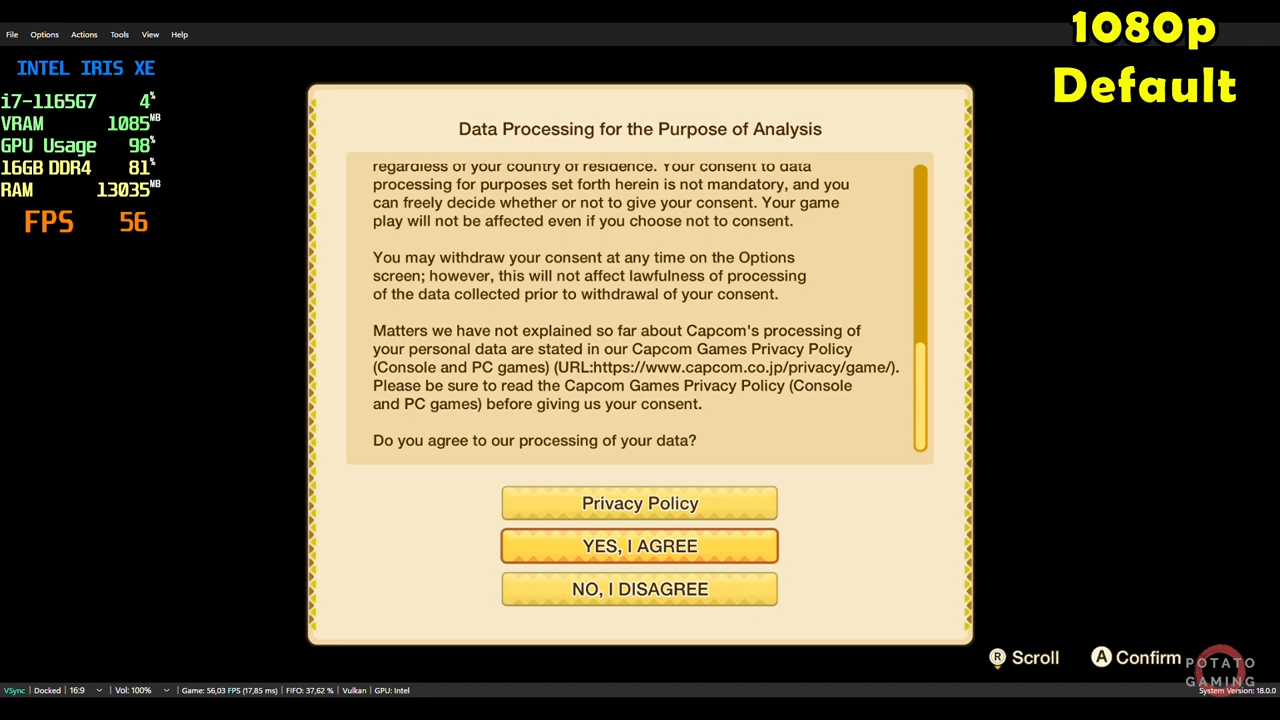 1080p
Default
File Options Actions Tools View Help
INTEL IRIS XE
i7-1165G7 4%
VRAM 1085MB
GPU Usage 98%
16GB DDR4 81%
RAM 13035MB
FPS 56
Data Processing for the Purpose of Analysis
regardless of your country of residence. Your consent to data
processing for purposes set forth herein is not mandatory, and you
can freely decide whether or not to give your consent. Your game
play will not be affected even if you choose not to consent.
You may withdraw your consent at any time on the Options
screen; however, this will not affect lawfulness of processing
of the data collected prior to withdrawal of your consent.
Matters we have not explained so far about Capcom's processing of
your personal data are stated in our Capcom Games Privacy Policy
(Console and PC games) (URL:https://www.capcom.co.jp/privacy/game/).
Please be sure to read the Capcom Games Privacy Policy (Console
and PC games) before giving us your consent.
Do you agree to our processing of your data?
Privacy Policy
YES, I AGREE
NO, I DISAGREE
R Scroll A Confirm
POTATO
GAMING
VSync | Docked | 16:9 | Vol: 100% | Game: 56,03 FPS (17,85 ms) | FIFO: 37,62 % | Vulkan | GPU: Intel
System Version: 18.0.0